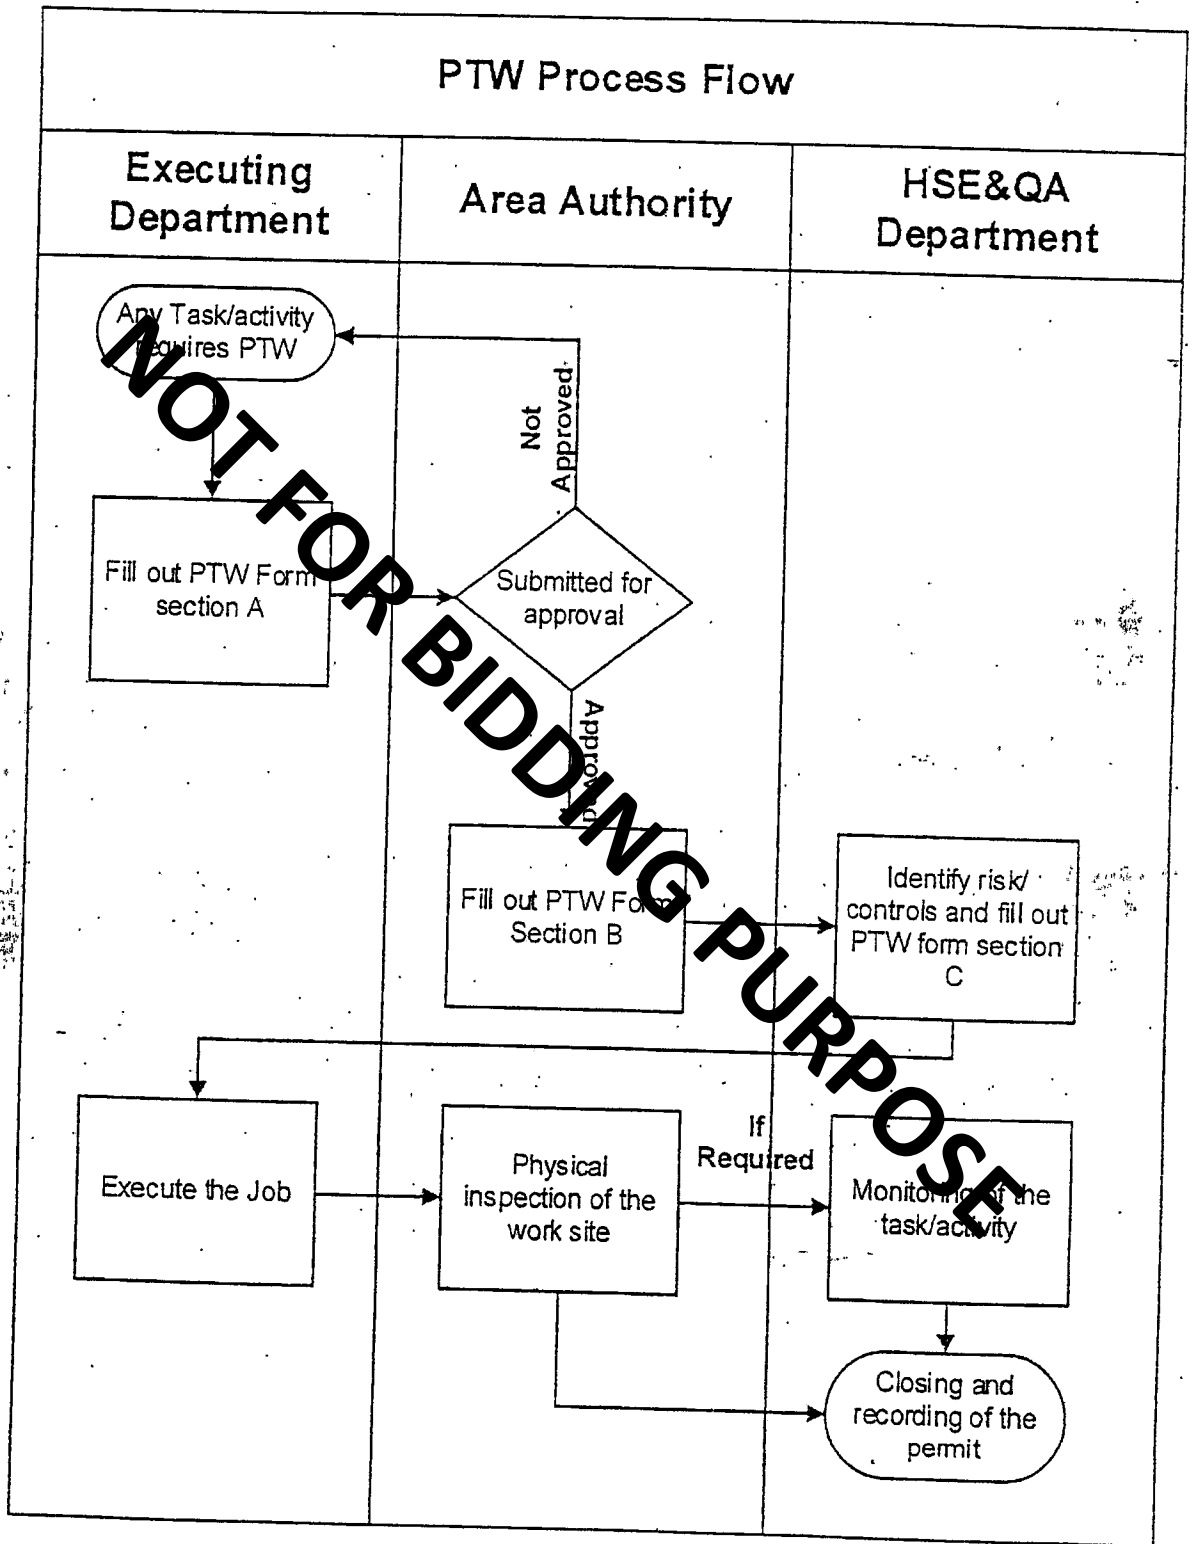 PTW Process Flow
Executing
Department
Area Authority
HSE&QA
Department
Any Task/activity
requires PTW
Not
Approved
Fill out PTW Form
section A
Submitted for
approval
Approved
Fill out PTW Form
Section B
Identify risk/
controls and fill out
PTW form section
C
Execute the Job
Physical
inspection of the
work site
If
Required
Monitoring of the
task/activity
Closing and
recording of the
permit
NOT FOR BIDDING PURPOSE